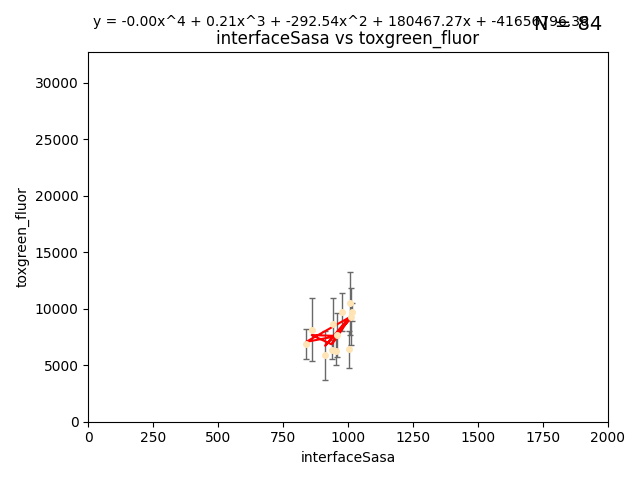 y = -0.00x^4 + 0.21x^3 + -292.54x^2 + 180467.27x + -41656796.38
N = 84
interfaceSasa vs toxgreen_fluor
30000
25000
20000
15000
10000
5000
0
toxgreen_fluor
0 250 500 750 1000 1250 1500 1750 2000
interfaceSasa